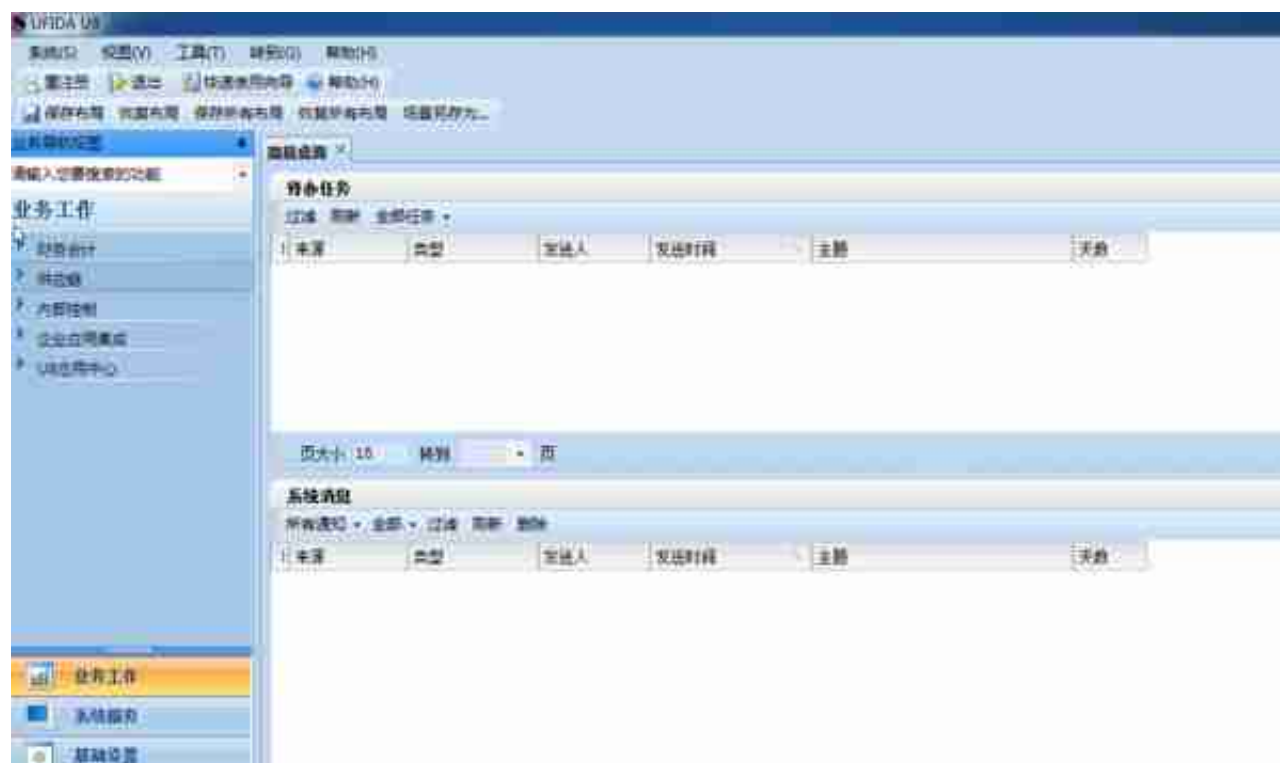 UFIDA U8
系统(S) 视图(V) 工具(T) 转到(G) 帮助(H)
重注册 退出 快速使用向导 帮助(H)
保存布局 恢复布局 保存所有布局 恢复所有布局 场景另存为...
业务导航视图
消息中心
请输入您要搜索的功能
业务工作
财务会计
供应链
内部控制
企业应用集成
U8应用中心
待办任务
过滤 刷新 全部任务
! 来源 类型 发送人 发送时间 主题 天数
页大小 15 转到 页
系统消息
所有通知 全部 过滤 刷新 删除
! 来源 类型 发送人 发送时间 主题 天数
业务工作
系统服务
基础设置